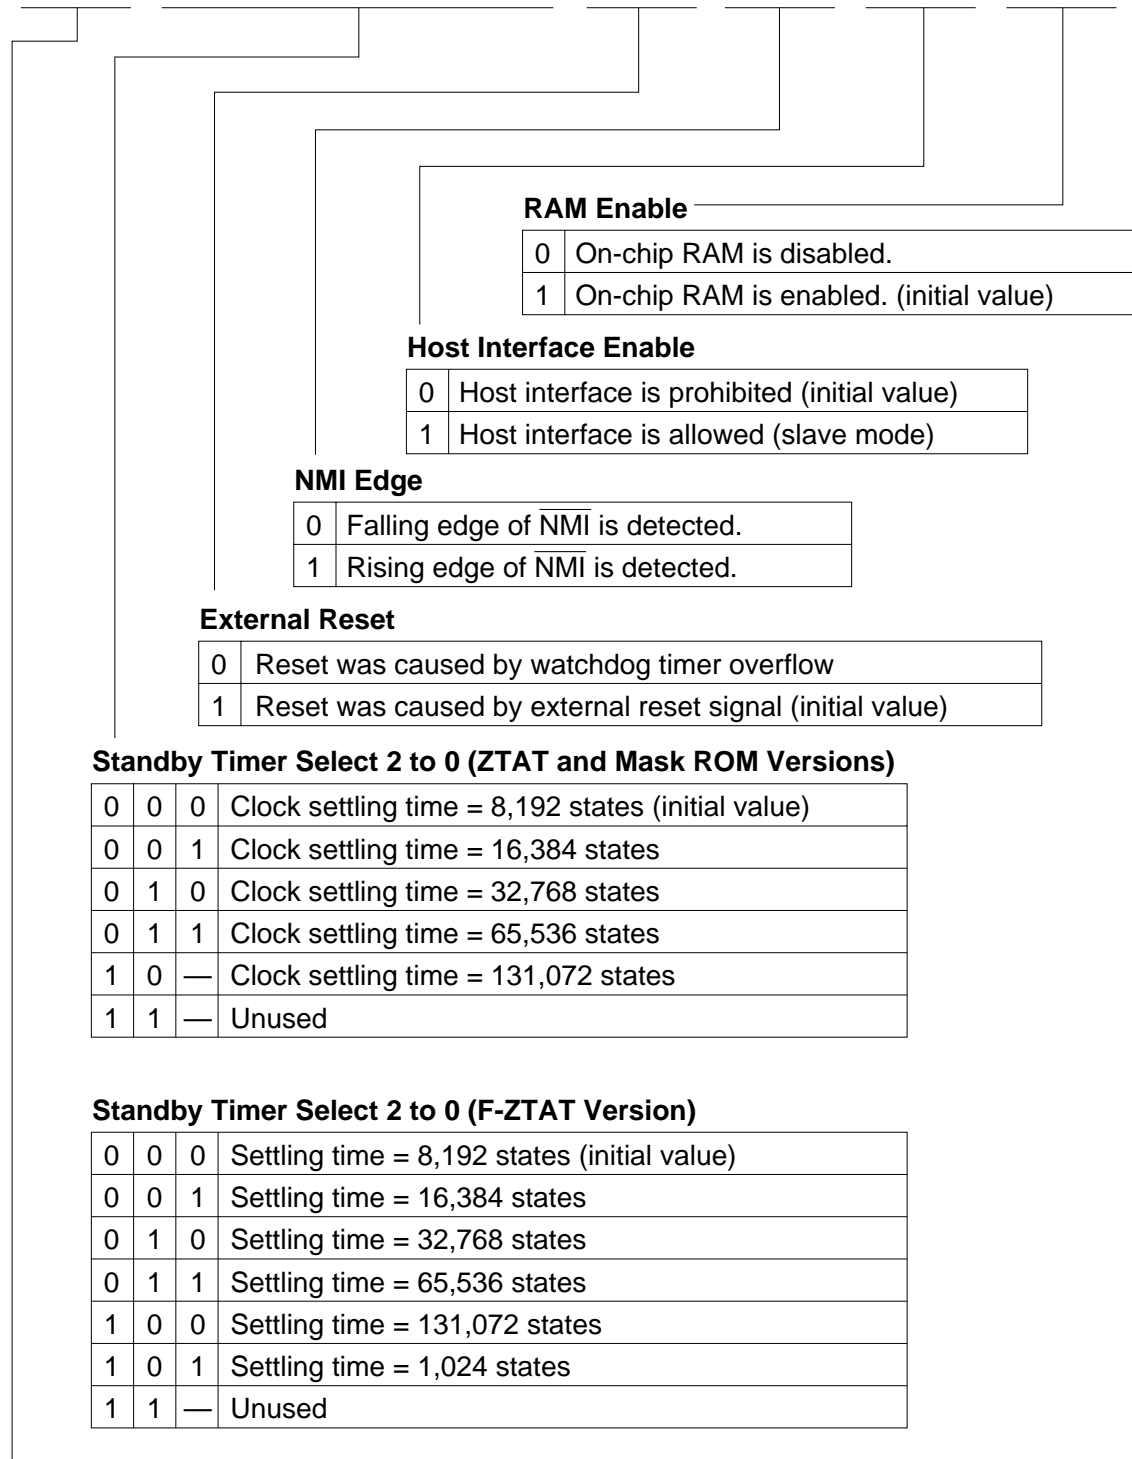 RAM Enable
0 On-chip RAM is disabled.
1 On-chip RAM is enabled. (initial value)
Host Interface Enable
0 Host interface is prohibited (initial value)
1 Host interface is allowed (slave mode)
NMI Edge
0 Falling edge of NMI is detected.
1 Rising edge of NMI is detected.
External Reset
0 Reset was caused by watchdog timer overflow
1 Reset was caused by external reset signal (initial value)
Standby Timer Select 2 to 0 (ZTAT and Mask ROM Versions)
0 0 0 Clock settling time = 8,192 states (initial value)
0 0 1 Clock settling time = 16,384 states
0 1 0 Clock settling time = 32,768 states
0 1 1 Clock settling time = 65,536 states
1 0 — Clock settling time = 131,072 states
1 1 — Unused
Standby Timer Select 2 to 0 (F-ZTAT Version)
0 0 0 Settling time = 8,192 states (initial value)
0 0 1 Settling time = 16,384 states
0 1 0 Settling time = 32,768 states
0 1 1 Settling time = 65,536 states
1 0 0 Settling time = 131,072 states
1 0 1 Settling time = 1,024 states
1 1 — Unused